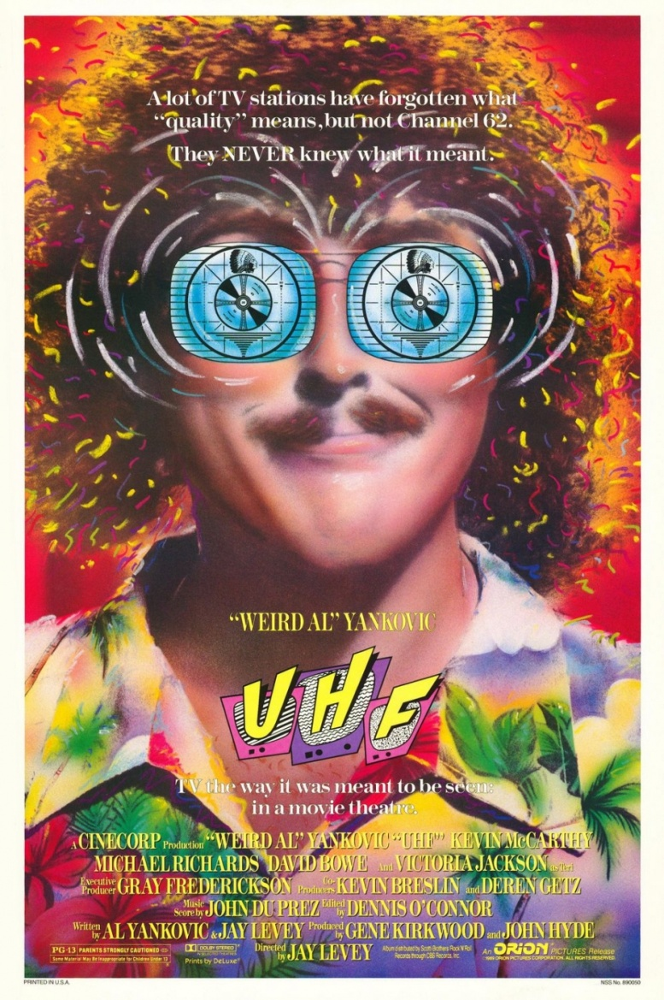 A lot of TV stations have forgotten what
“quality” means, but not Channel 62.
They NEVER knew what it meant.
“WEIRD AL” YANKOVIC
UHF
TV the way it was meant to be seen:
in a movie theatre.
A CINECORP Production “WEIRD AL” YANKOVIC “UHF” KEVIN McCARTHY
MICHAEL RICHARDS DAVID BOWE And VICTORIA JACKSON as Teri
Executive Producer GRAY FREDERICKSON Co-Producers KEVIN BRESLIN and DEREN GETZ
Music Score by JOHN DU PREZ Edited by DENNIS O’CONNOR
Written by AL YANKOVIC & JAY LEVEY Produced by GENE KIRKWOOD and JOHN HYDE
PG-13 PARENTS STRONGLY CAUTIONED
Some Material May Be Inappropriate for Children Under 13
DOLBY STEREO
Prints by DeLuxe
Directed by JAY LEVEY
Album distributed by Scotti Brothers Rock 'N' Roll
Records through CBS Records, Inc.
An ORION PICTURES Release
1989 ORION PICTURES CORPORATION. ALL RIGHTS RESERVED.
PRINTED IN U.S.A.
NSS No. 890050